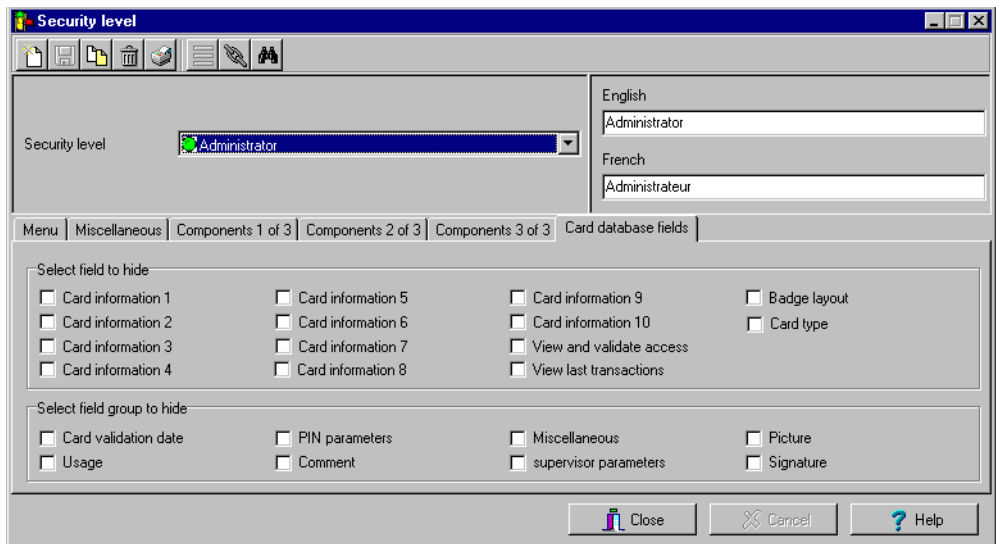 Security level
English
Administrator
Security level
Administrator
French
Administrateur
Menu Miscellaneous Components 1 of 3 Components 2 of 3 Components 3 of 3 Card database fields
Select field to hide
Card information 1 Card information 5 Card information 9 Badge layout
Card information 2 Card information 6 Card information 10 Card type
Card information 3 Card information 7 View and validate access
Card information 4 Card information 8 View last transactions
Select field group to hide
Card validation date PIN parameters Miscellaneous Picture
Usage Comment supervisor parameters Signature
Close Cancel Help